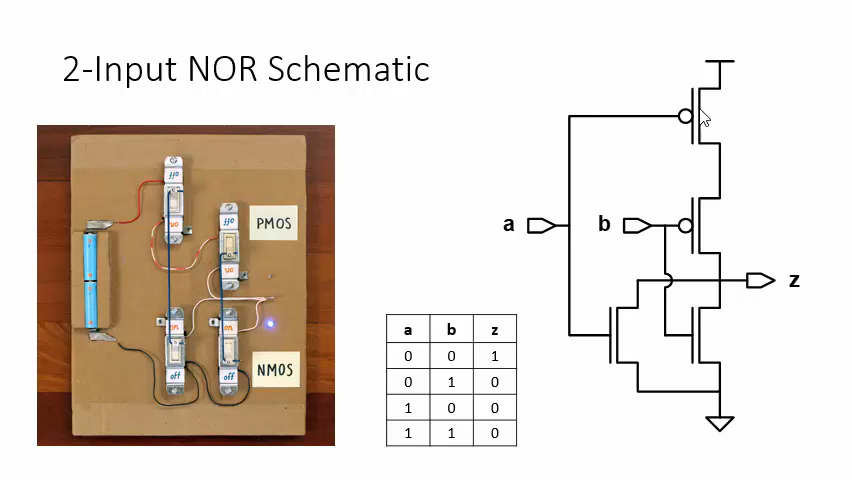 2-Input NOR Schematic
off
on
off
on
PMOS
on
on
off
off
NMOS
a b z
0 0 1
0 1 0
1 0 0
1 1 0
a
b
z